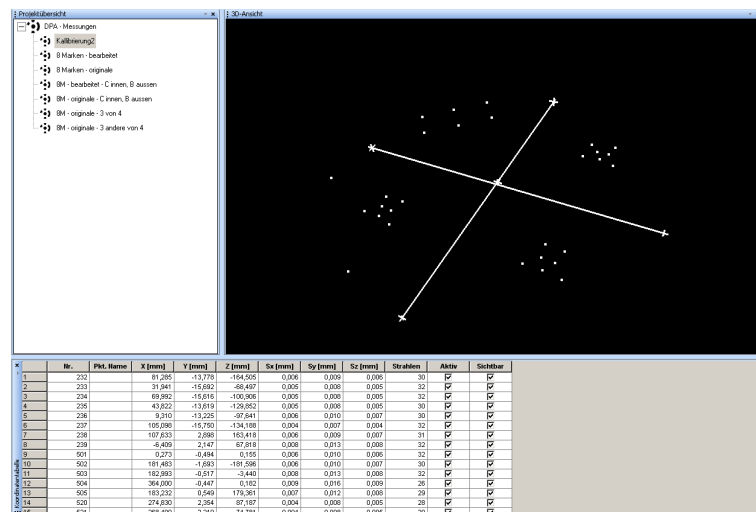 Projektübersicht
3D-Ansicht
DPA - Messungen
Kallibrierung2
8 Marken - bearbeitet
8 Marken - originale
8M - bearbeitet - C innen, B aussen
8M - originale - C innen, B aussen
8M - originale - 3 von 4
8M - originale - 3 andere von 4
Nr. Pkt. Name X [mm] Y [mm] Z [mm] Sx [mm] Sy [mm] Sz [mm] Strahlen Aktiv Sichtbar
1 232 81,285 -13,778 -164,505 0,006 0,009 0,006 30
2 233 31,941 -15,692 -68,497 0,005 0,008 0,005 32
3 234 69,992 -15,616 -100,906 0,005 0,008 0,005 32
4 235 43,822 -13,619 -129,852 0,005 0,008 0,005 30
5 236 9,310 -13,225 -97,641 0,006 0,010 0,007 30
6 237 105,098 -15,750 -134,188 0,004 0,007 0,004 32
7 238 107,633 2,898 163,418 0,006 0,009 0,007 31
8 239 -6,409 2,147 67,818 0,008 0,013 0,008 32
9 501 0,273 -0,494 0,155 0,006 0,010 0,006 32
10 502 181,483 -1,693 -181,596 0,006 0,010 0,007 30
11 503 182,993 -0,517 -3,440 0,008 0,013 0,008 32
12 504 364,000 -0,447 0,182 0,009 0,016 0,009 26
13 505 183,232 0,549 179,361 0,007 0,012 0,008 29
14 520 274,830 2,354 87,187 0,004 0,008 0,005 28
Koordinatentabelle